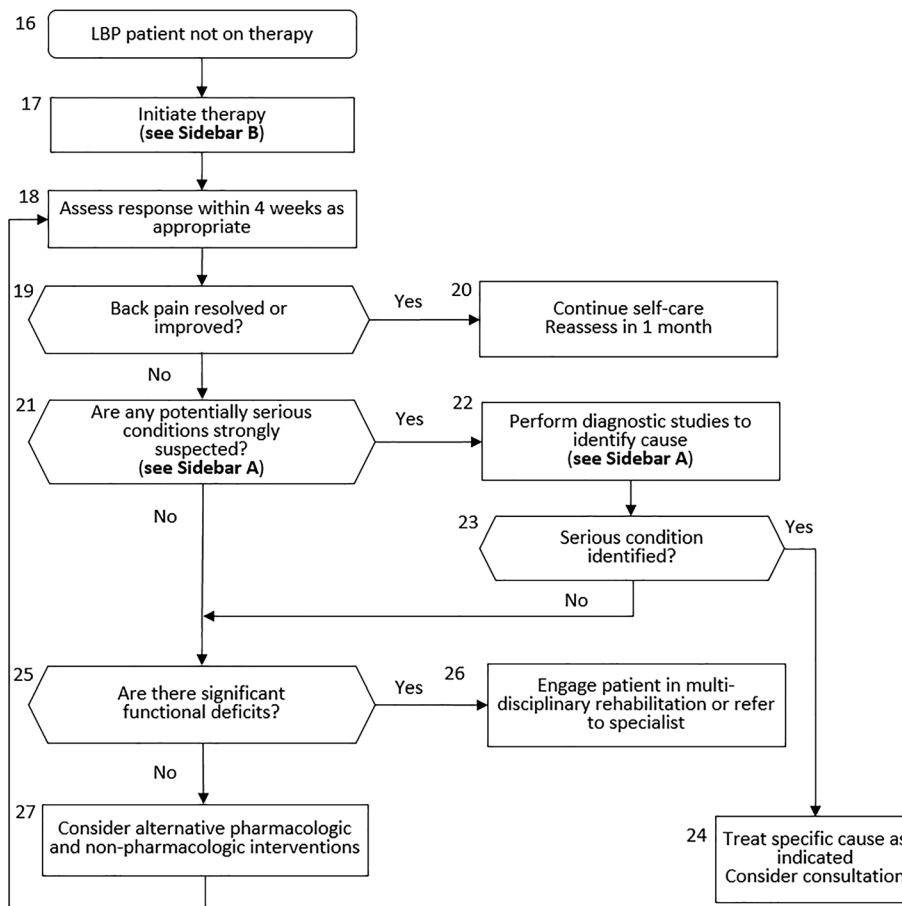 16
LBP patient not on therapy
17
Initiate therapy
(see Sidebar B)
18
Assess response within 4 weeks as
appropriate
19
Back pain resolved or
improved?
Yes
20
Continue self-care
Reassess in 1 month
No
21
Are any potentially serious
conditions strongly
suspected?
(see Sidebar A)
Yes
22
Perform diagnostic studies to
identify cause
(see Sidebar A)
No
23
Serious condition
identified?
Yes
No
25
Are there significant
functional deficits?
Yes
26
Engage patient in multi-
disciplinary rehabilitation or refer
to specialist
No
27
Consider alternative pharmacologic
and non-pharmacologic interventions
24
Treat specific cause as
indicated
Consider consultation